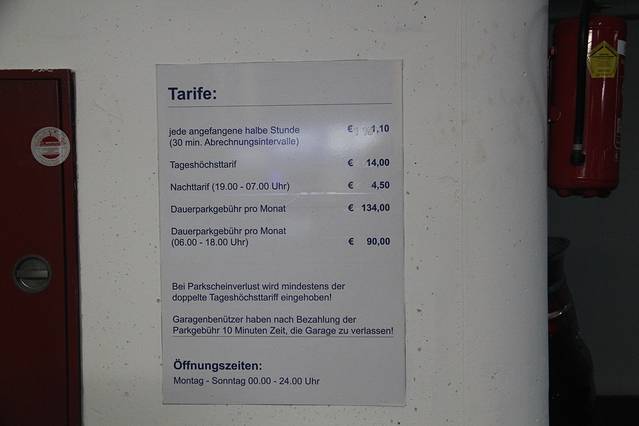 Tarife:
jede angefangene halbe Stunde € 1,10
(30 min. Abrechnungsintervalle)
Tageshöchsttarif € 14,00
Nachttarif (19.00 - 07.00 Uhr) € 4,50
Dauerparkgebühr pro Monat € 134,00
Dauerparkgebühr pro Monat
(06.00 - 18.00 Uhr) € 90,00
Bei Parkscheinverlust wird mindestens der
doppelte Tageshöchsttariff eingehoben!
Garagenbenützer haben nach Bezahlung der
Parkgebühr 10 Minuten Zeit, die Garage zu verlassen!
Öffnungszeiten:
Montag - Sonntag 00.00 - 24.00 Uhr